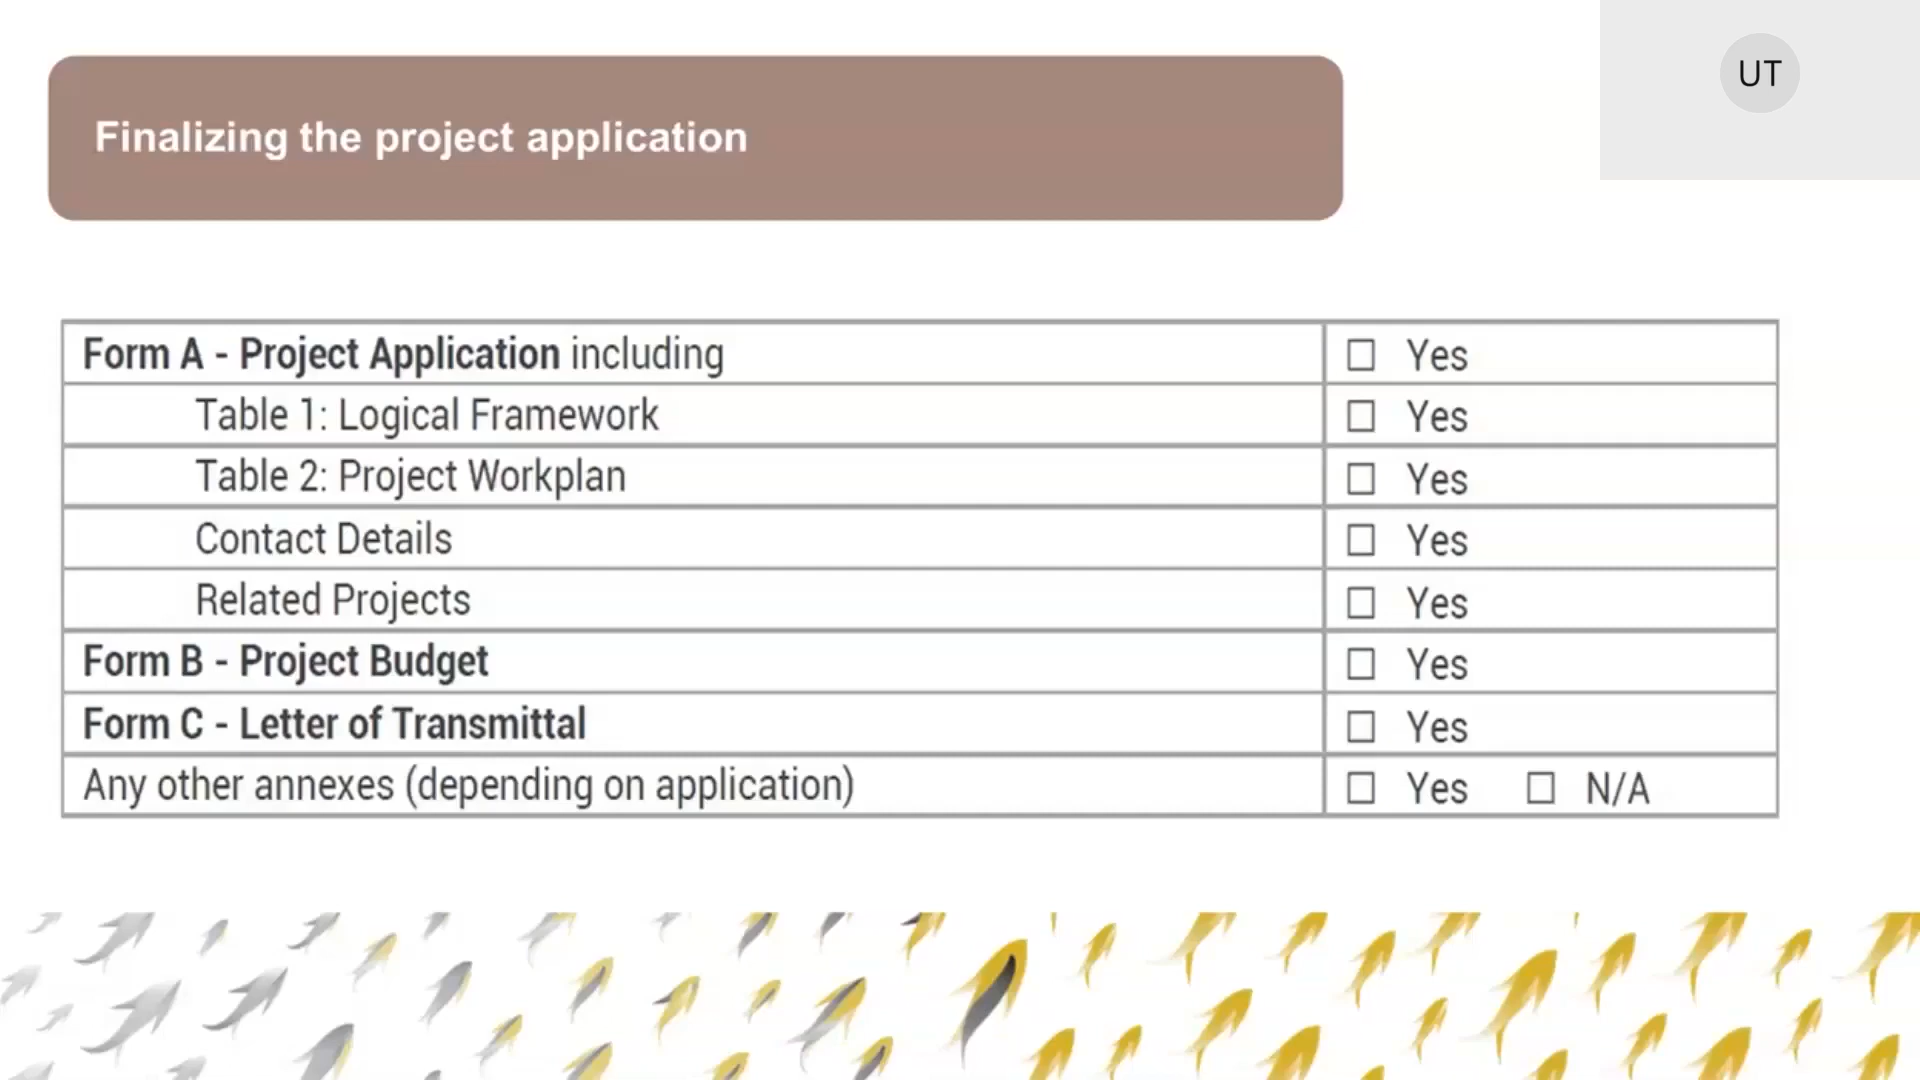 UT
Finalizing the project application
Form A - Project Application including ☐ Yes
Table 1: Logical Framework ☐ Yes
Table 2: Project Workplan ☐ Yes
Contact Details ☐ Yes
Related Projects ☐ Yes
Form B - Project Budget ☐ Yes
Form C - Letter of Transmittal ☐ Yes
Any other annexes (depending on application) ☐ Yes ☐ N/A